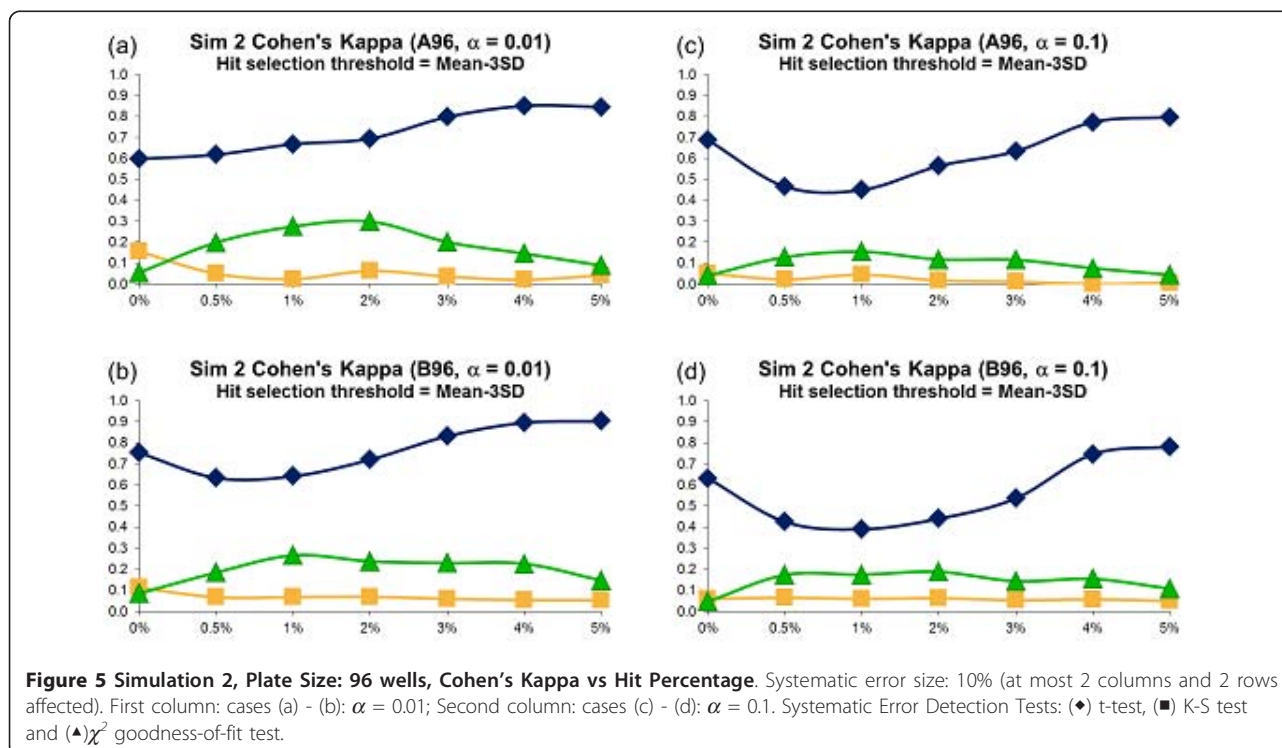 (a) Sim 2 Cohen's Kappa (A96, α = 0.01)
Hit selection threshold = Mean-3SD
1.0
0.9
0.8
0.7
0.6
0.5
0.4
0.3
0.2
0.1
0.0
0% 0.5% 1% 2% 3% 4% 5%
(c) Sim 2 Cohen's Kappa (A96, α = 0.1)
Hit selection threshold = Mean-3SD
1.0
0.9
0.8
0.7
0.6
0.5
0.4
0.3
0.2
0.1
0.0
0% 0.5% 1% 2% 3% 4% 5%
(b) Sim 2 Cohen's Kappa (B96, α = 0.01)
Hit selection threshold = Mean-3SD
1.0
0.9
0.8
0.7
0.6
0.5
0.4
0.3
0.2
0.1
0.0
0% 0.5% 1% 2% 3% 4% 5%
(d) Sim 2 Cohen's Kappa (B96, α = 0.1)
Hit selection threshold = Mean-3SD
1.0
0.9
0.8
0.7
0.6
0.5
0.4
0.3
0.2
0.1
0.0
0% 0.5% 1% 2% 3% 4% 5%
Figure 5 Simulation 2, Plate Size: 96 wells, Cohen's Kappa vs Hit Percentage. Systematic error size: 10% (at most 2 columns and 2 rows
affected). First column: cases (a) - (b): α = 0.01; Second column: cases (c) - (d): α = 0.1. Systematic Error Detection Tests: (◆) t-test, (■) K-S test
and (▲)χ² goodness-of-fit test.